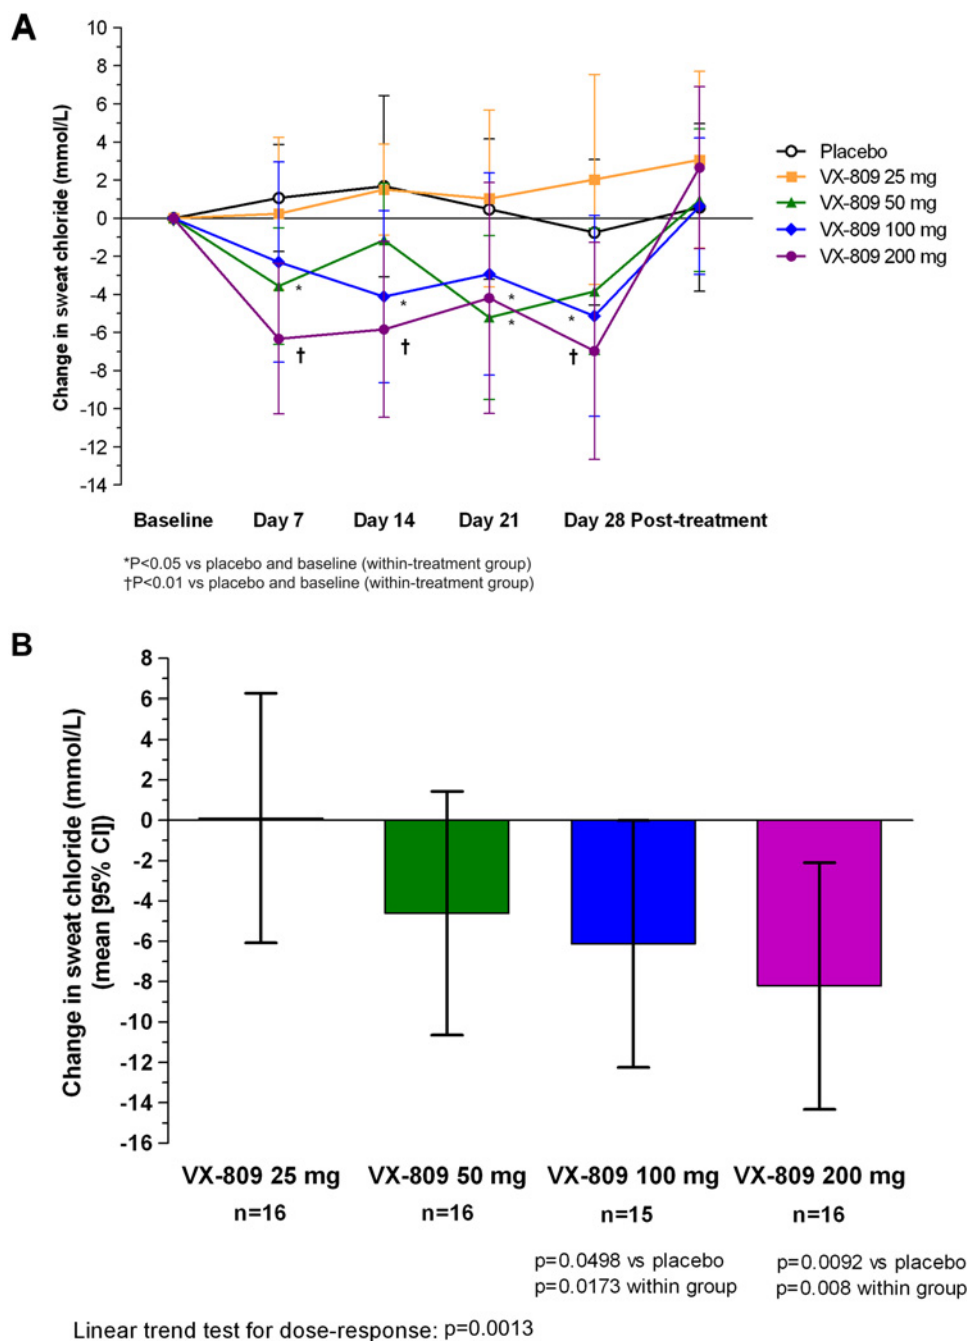 A
Change in sweat chloride (mmol/L)
10
8
6
4
2
0
-2
-4
-6
-8
-10
-12
-14
Placebo
VX-809 25 mg
VX-809 50 mg
VX-809 100 mg
VX-809 200 mg
*
†
*
†
*
*
*
†
Baseline Day 7 Day 14 Day 21 Day 28 Post-treatment
*P<0.05 vs placebo and baseline (within-treatment group)
†P<0.01 vs placebo and baseline (within-treatment group)
B
Change in sweat chloride (mmol/L)
(mean [95% CI])
8
6
4
2
0
-2
-4
-6
-8
-10
-12
-14
-16
VX-809 25 mg VX-809 50 mg VX-809 100 mg VX-809 200 mg
n=16 n=16 n=15 n=16
p=0.0498 vs placebo p=0.0092 vs placebo
p=0.0173 within group p=0.008 within group
Linear trend test for dose-response: p=0.0013